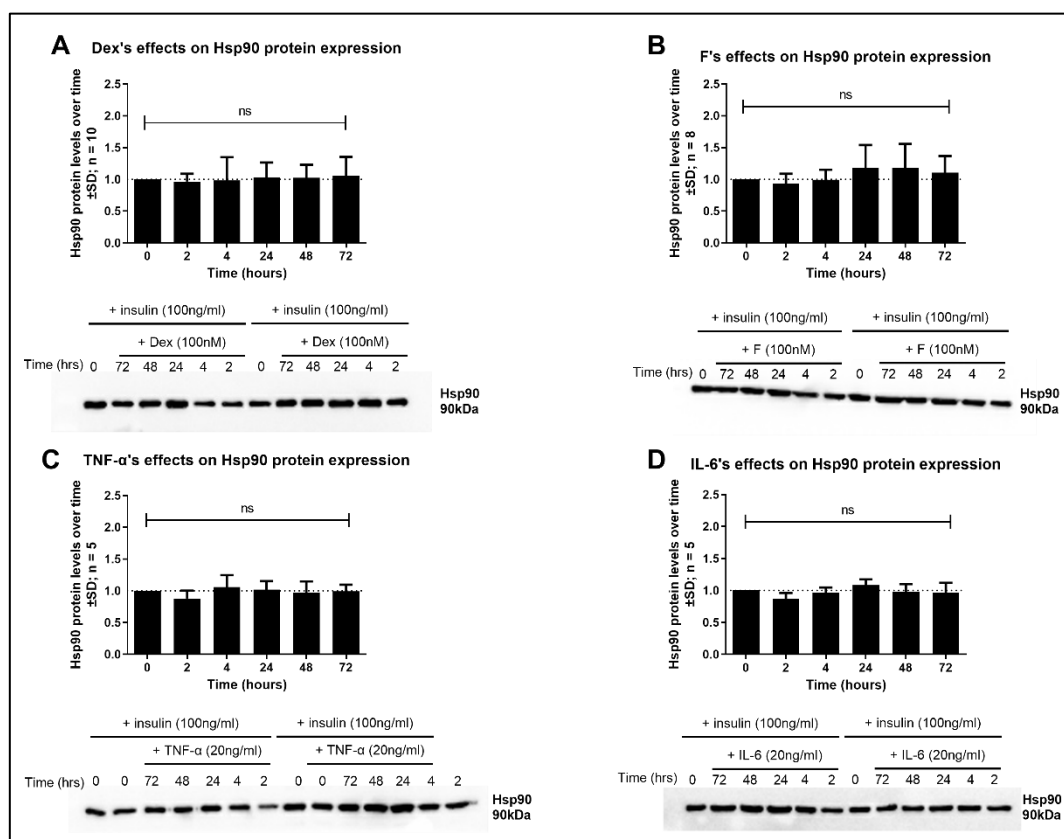 A Dex's effects on Hsp90 protein expression
Hsp90 protein levels over time
±SD; n = 10
2.5
2.0
1.5
1.0
0.5
0.0
ns
0 2 4 24 48 72
Time (hours)
+ insulin (100ng/ml) + insulin (100ng/ml)
+ Dex (100nM) + Dex (100nM)
Time (hrs) 0 72 48 24 4 2 0 72 48 24 4 2
Hsp90
90kDa
B F's effects on Hsp90 protein expression
Hsp90 protein levels over time
±SD; n = 8
2.5
2.0
1.5
1.0
0.5
0.0
ns
0 2 4 24 48 72
Time (hours)
+ insulin (100ng/ml) + insulin (100ng/ml)
+ F (100nM) + F (100nM)
Time (hrs) 0 72 48 24 4 2 0 72 48 24 4 2
Hsp90
90kDa
C TNF-α's effects on Hsp90 protein expression
Hsp90 protein levels over time
±SD; n = 5
2.5
2.0
1.5
1.0
0.5
0.0
ns
0 2 4 24 48 72
Time (hours)
+ insulin (100ng/ml) + insulin (100ng/ml)
+ TNF-α (20ng/ml) + TNF-α (20ng/ml)
Time (hrs) 0 0 72 48 24 4 2 0 0 72 48 24 4 2
Hsp90
90kDa
D IL-6's effects on Hsp90 protein expression
Hsp90 protein levels over time
±SD; n = 5
2.5
2.0
1.5
1.0
0.5
0.0
ns
0 2 4 24 48 72
Time (hours)
+ insulin (100ng/ml) + insulin (100ng/ml)
+ IL-6 (20ng/ml) + IL-6 (20ng/ml)
Time (hrs) 0 72 48 24 4 2 0 72 48 24 4 2
Hsp90
90kDa